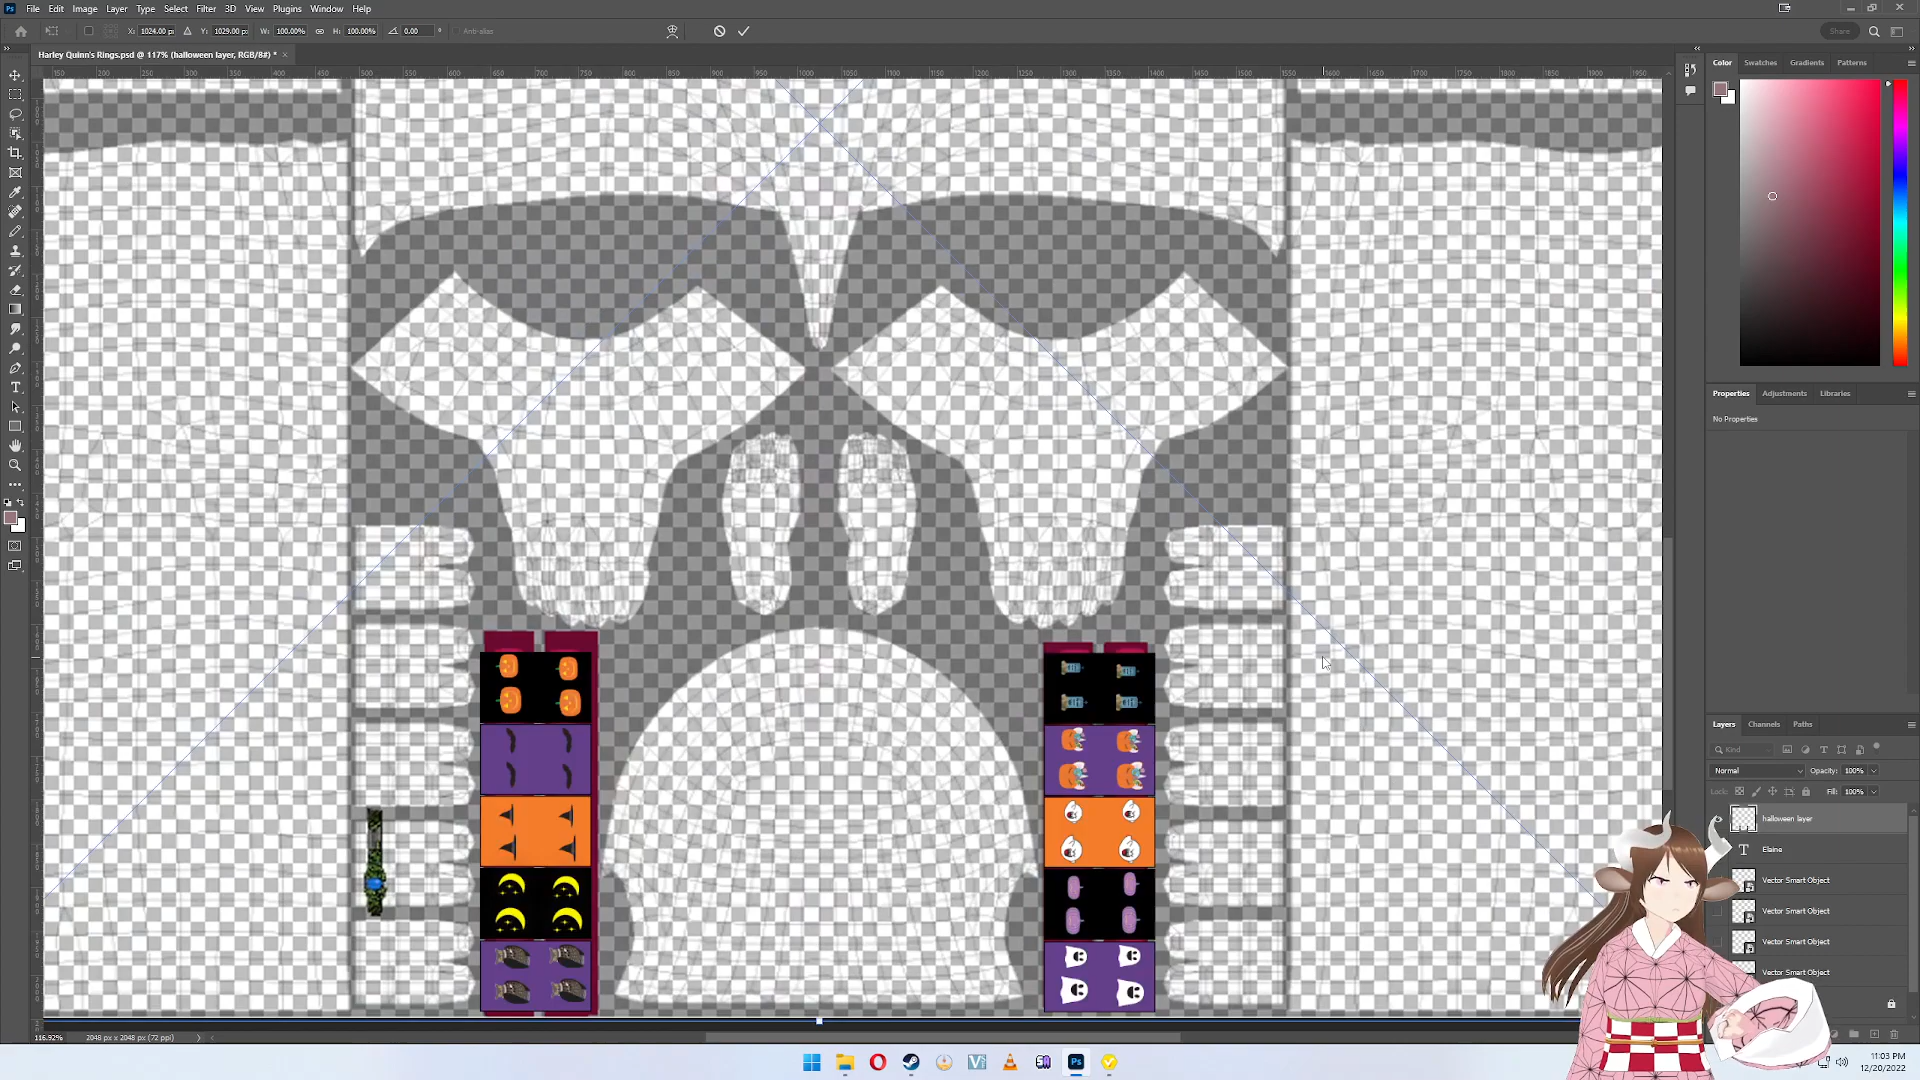 File Edit Image Layer Type Select Filter 3D View Plugins Window Help
X: 1024.00 px Y: 1029.00 px W: 100.00% H: 100.00% 0.00 ° Anti-alias
Share
Harley Quinn's Rings.psd @ 117% (halloween layer, RGB/8#) *
Color Swatches Gradients Patterns
Properties Adjustments Libraries
No Properties
Layers Channels Paths
Kind
Normal Opacity: 100%
Lock: Fill: 100%
halloween layer
Elaine
Vector Smart Object
Vector Smart Object
Vector Smart Object
Vector Smart Object
116.92% 2048 px x 2048 px (72 ppi)
11:03 PM
12/20/2022